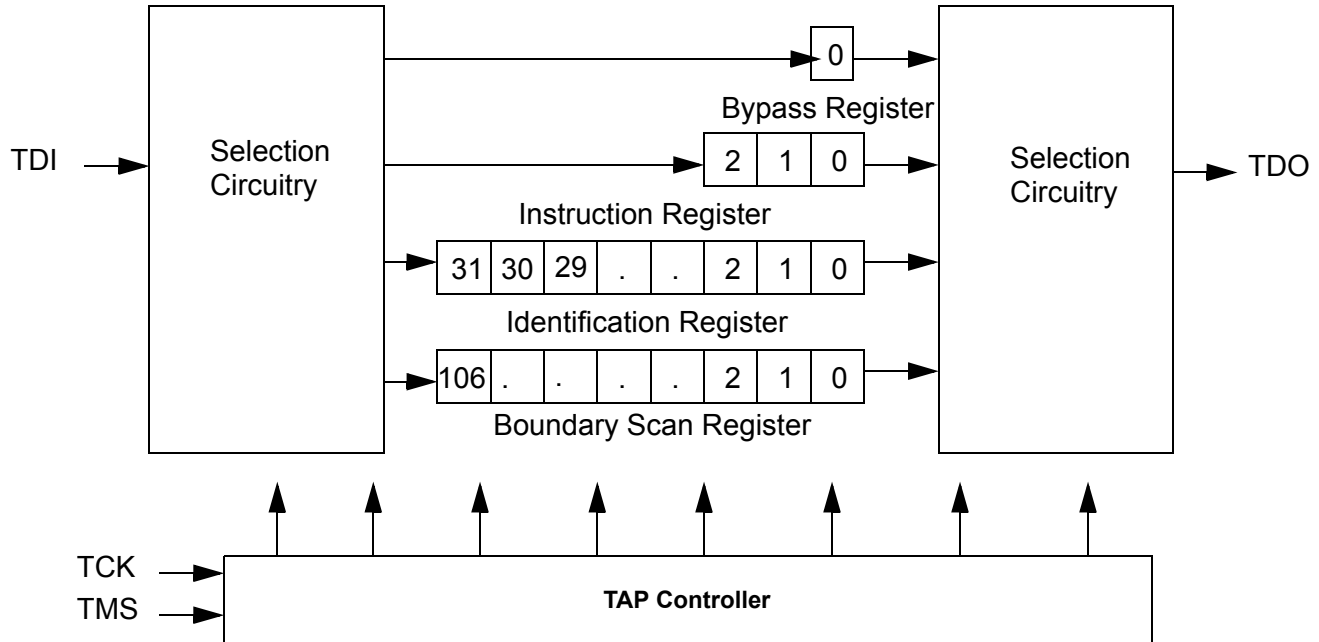 0
Bypass Register
TDI
Selection
Circuitry
2 1 0
Selection
Circuitry
TDO
Instruction Register
31 30 29 . . 2 1 0
Identification Register
106 . . . . 2 1 0
Boundary Scan Register
TCK
TMS
TAP Controller